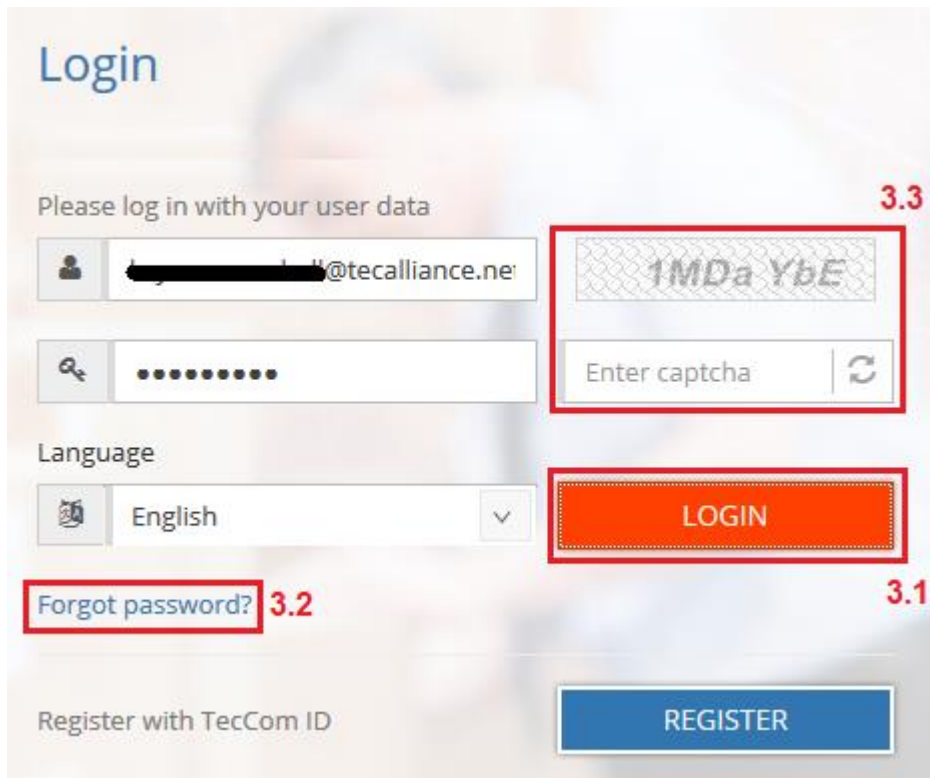 Login
Please log in with your user data
3.3
@tecalliance.net
1MDa YbE
•••••••••
Enter captcha
Language
English
LOGIN
3.1
Forgot password?
3.2
Register with TecCom ID
REGISTER